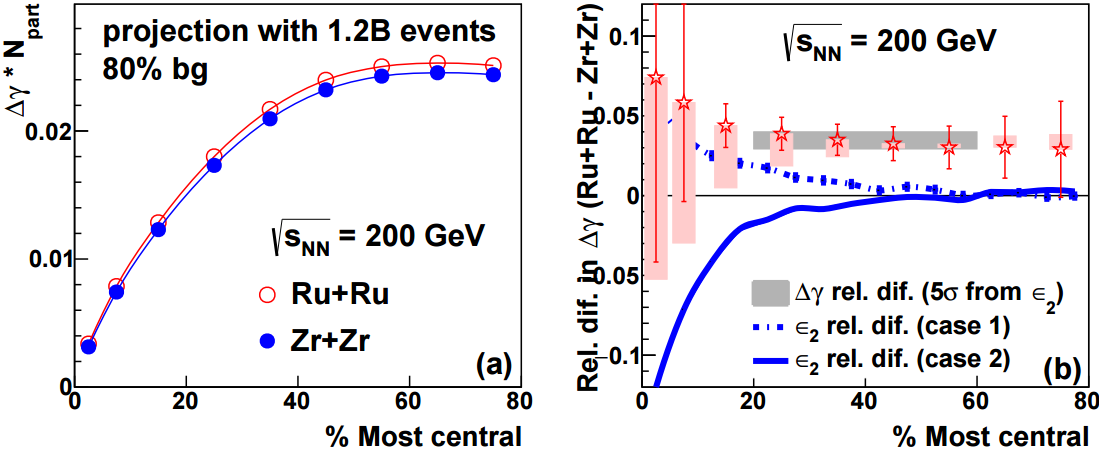 Δγ * N_part
projection with 1.2B events
80% bg
0.02
√s_NN = 200 GeV
0.01
Ru+Ru
Zr+Zr
(a)
0
0 20 40 60 80
% Most central
Rel. dif. in Δγ (Ru+Ru - Zr+Zr)
0.1
√s_NN = 200 GeV
0.05
0
0.05
Δγ rel. dif. (5σ from ϵ_2)
ϵ_2 rel. dif. (case 1)
ϵ_2 rel. dif. (case 2)
0.1
(b)
0 20 40 60 80
% Most central